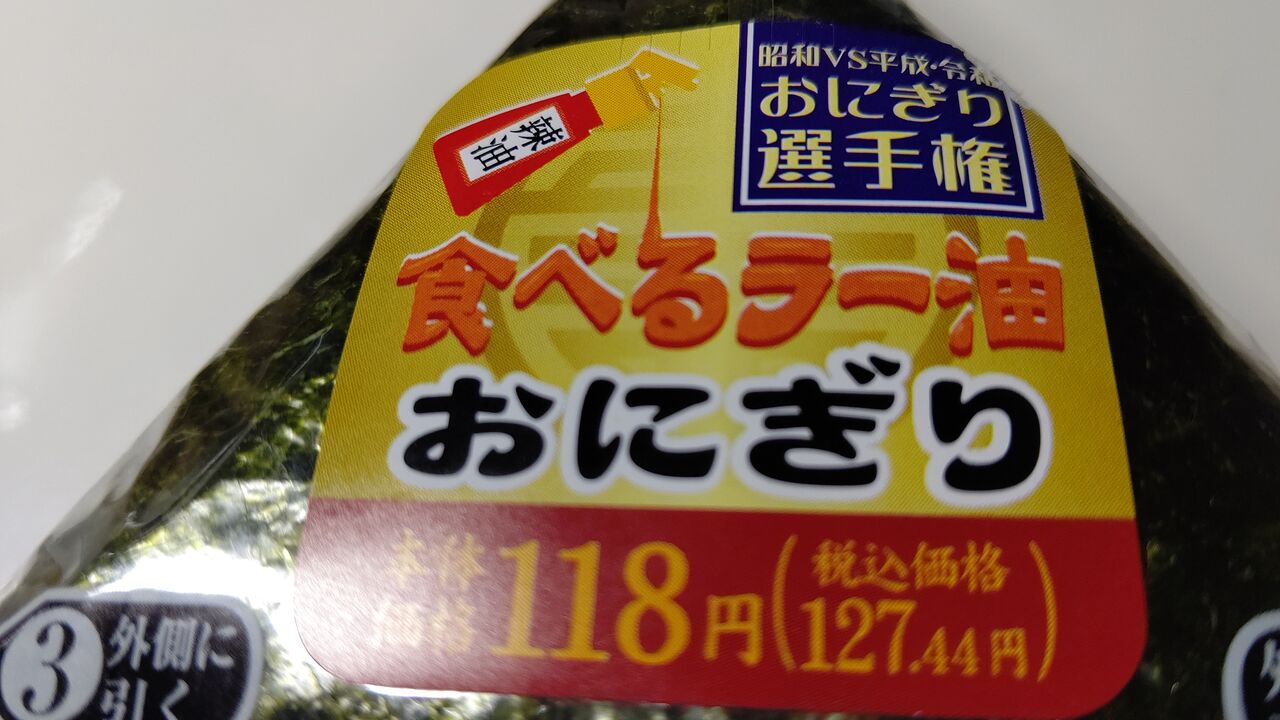 昭和VS平成・令和
おにぎり
選手権
辣油
食べるラー油
おにぎり
本体
価格
118円
(税込価格
127.44円)
3
外側に
引く